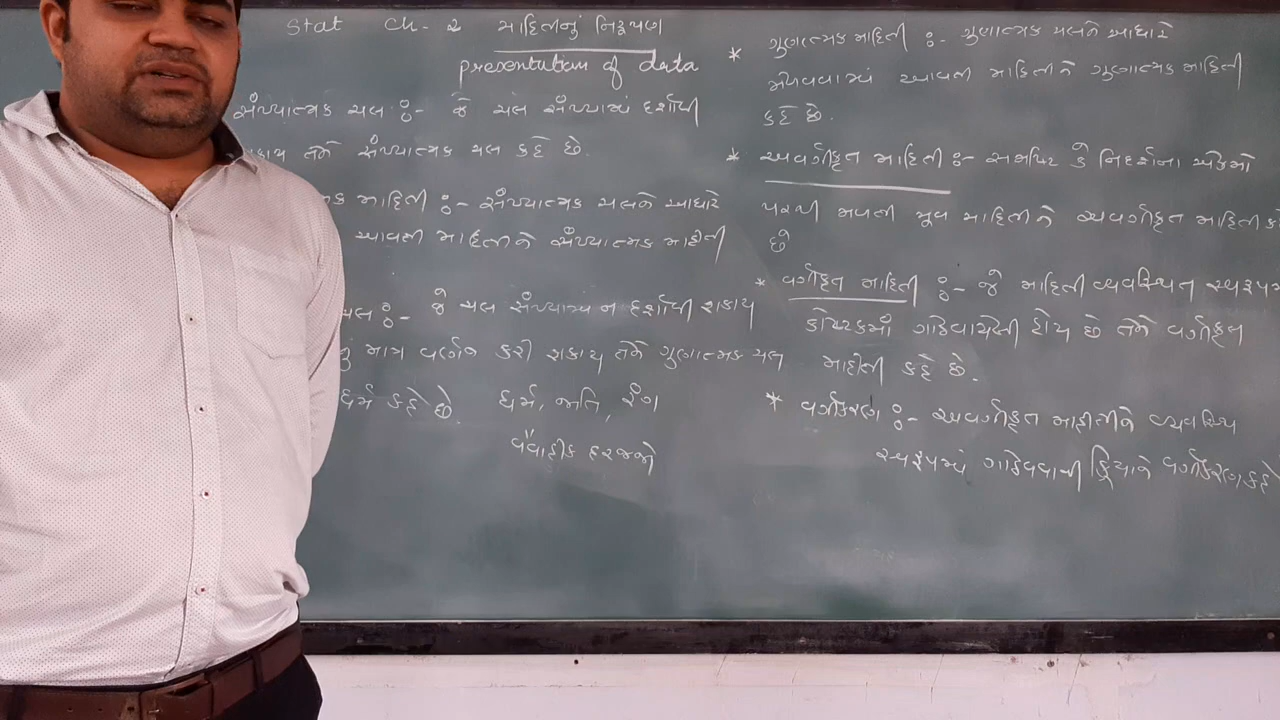 Stat Ch-2 માહિતીનું નિરૂપણ
presentation of data
સંખ્યાત્મક ચલ :- જે ચલ સંખ્યામાં દર્શાવી
શકાય તેને સંખ્યાત્મક ચલ કહે છે.
માહિતી :- સંખ્યાત્મક ચલને આધારે
આવતી માહિતીને સંખ્યાત્મક માહીતી
ચલ :- જે ચલ સંખ્યામાં ન દર્શાવી શકાય
માત્ર વર્ણન કરી શકાય તેને ગુણાત્મક ચલ
ધર્મ કહે છે. ધર્મ, જાતિ, રંગ
વૈવાહીક દરજ્જો
* ગુણાત્મક માહિતી :- ગુણાત્મક ચલને આધારે
મેળવવામાં આવતી માહિતીને ગુણાત્મક માહિતી
કહે છે.
* અવર્ગીકૃત માહિતી :- સમષ્ટિ કે નિદર્શના એકમો
પરથી મળતી મૂળ માહિતીને અવર્ગીકૃત માહિતી ક
છે
* વર્ગીકૃત માહિતી :- જે માહિતી વ્યવસ્થિત સ્વરૂપમ
કોષ્ટકમાં ગોઠવાયેલી હોય છે તેને વર્ગીકૃત
માહીતી કહે છે.
* વર્ગીકરણ :- અવર્ગીકૃત માહીતીને વ્યવસ્થિ
સ્વરૂપમાં ગોઠવવાની ક્રિયાને વર્ગીકરણ કહે